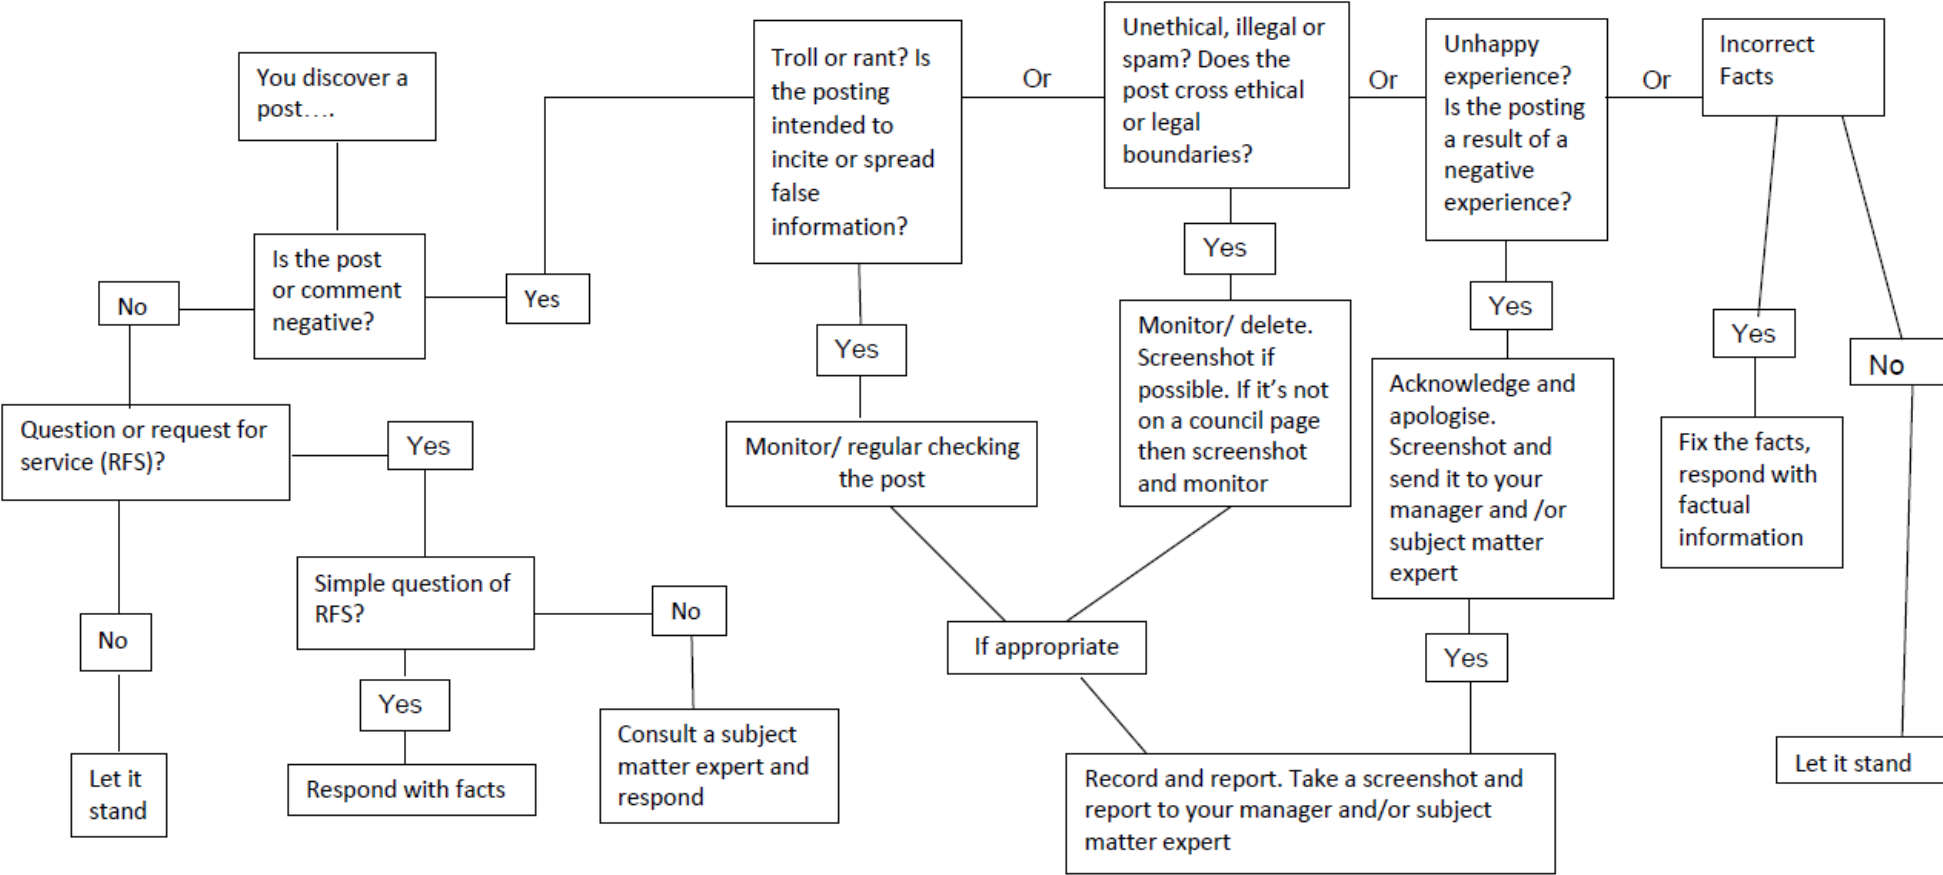 You discover a
post….
Is the post
or comment
negative?
No
Yes
Question or request for
service (RFS)?
Yes
No
Let it
stand
Simple question of
RFS?
No
Yes
Respond with facts
Consult a subject
matter expert and
respond
Troll or rant? Is
the posting
intended to
incite or spread
false
information?
Or
Unethical, illegal or
spam? Does the
post cross ethical
or legal
boundaries?
Or
Unhappy
experience?
Is the posting
a result of a
negative
experience?
Or
Incorrect
Facts
Yes
Monitor/ regular checking
the post
Yes
Monitor/ delete.
Screenshot if
possible. If it’s not
on a council page
then screenshot
and monitor
If appropriate
Yes
Acknowledge and
apologise.
Screenshot and
send it to your
manager and /or
subject matter
expert
Yes
Record and report. Take a screenshot and
report to your manager and/or subject
matter expert
Yes
Fix the facts,
respond with
factual
information
No
Let it stand